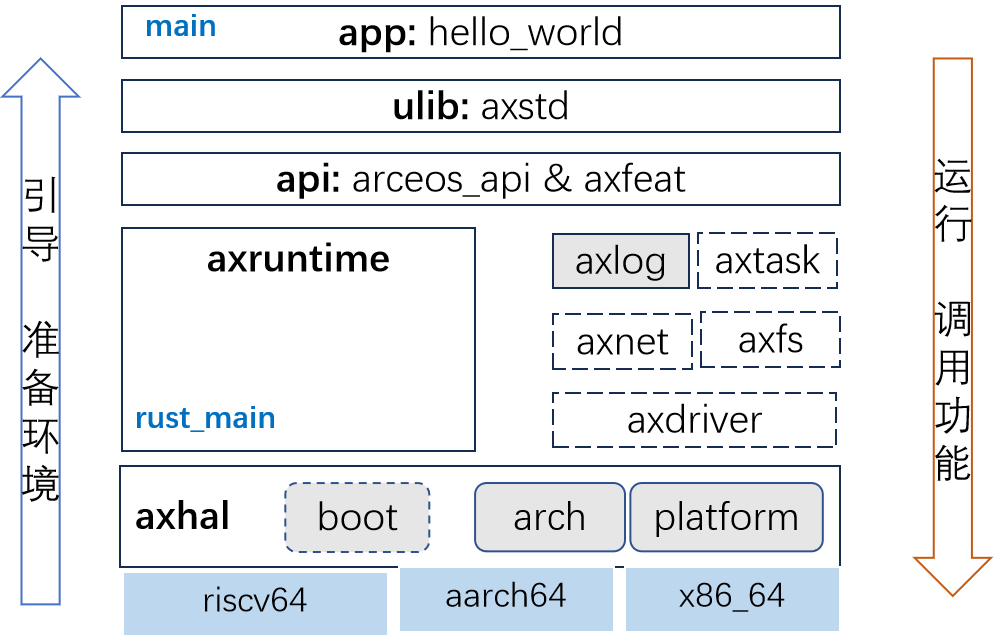 main
app: hello_world
ulib: axstd
api: arceos_api & axfeat
axruntime
rust_main
axlog
axtask
axnet
axfs
axdriver
axhal
boot
arch
platform
riscv64
aarch64
x86_64
引导 准备环境
运行 调用功能